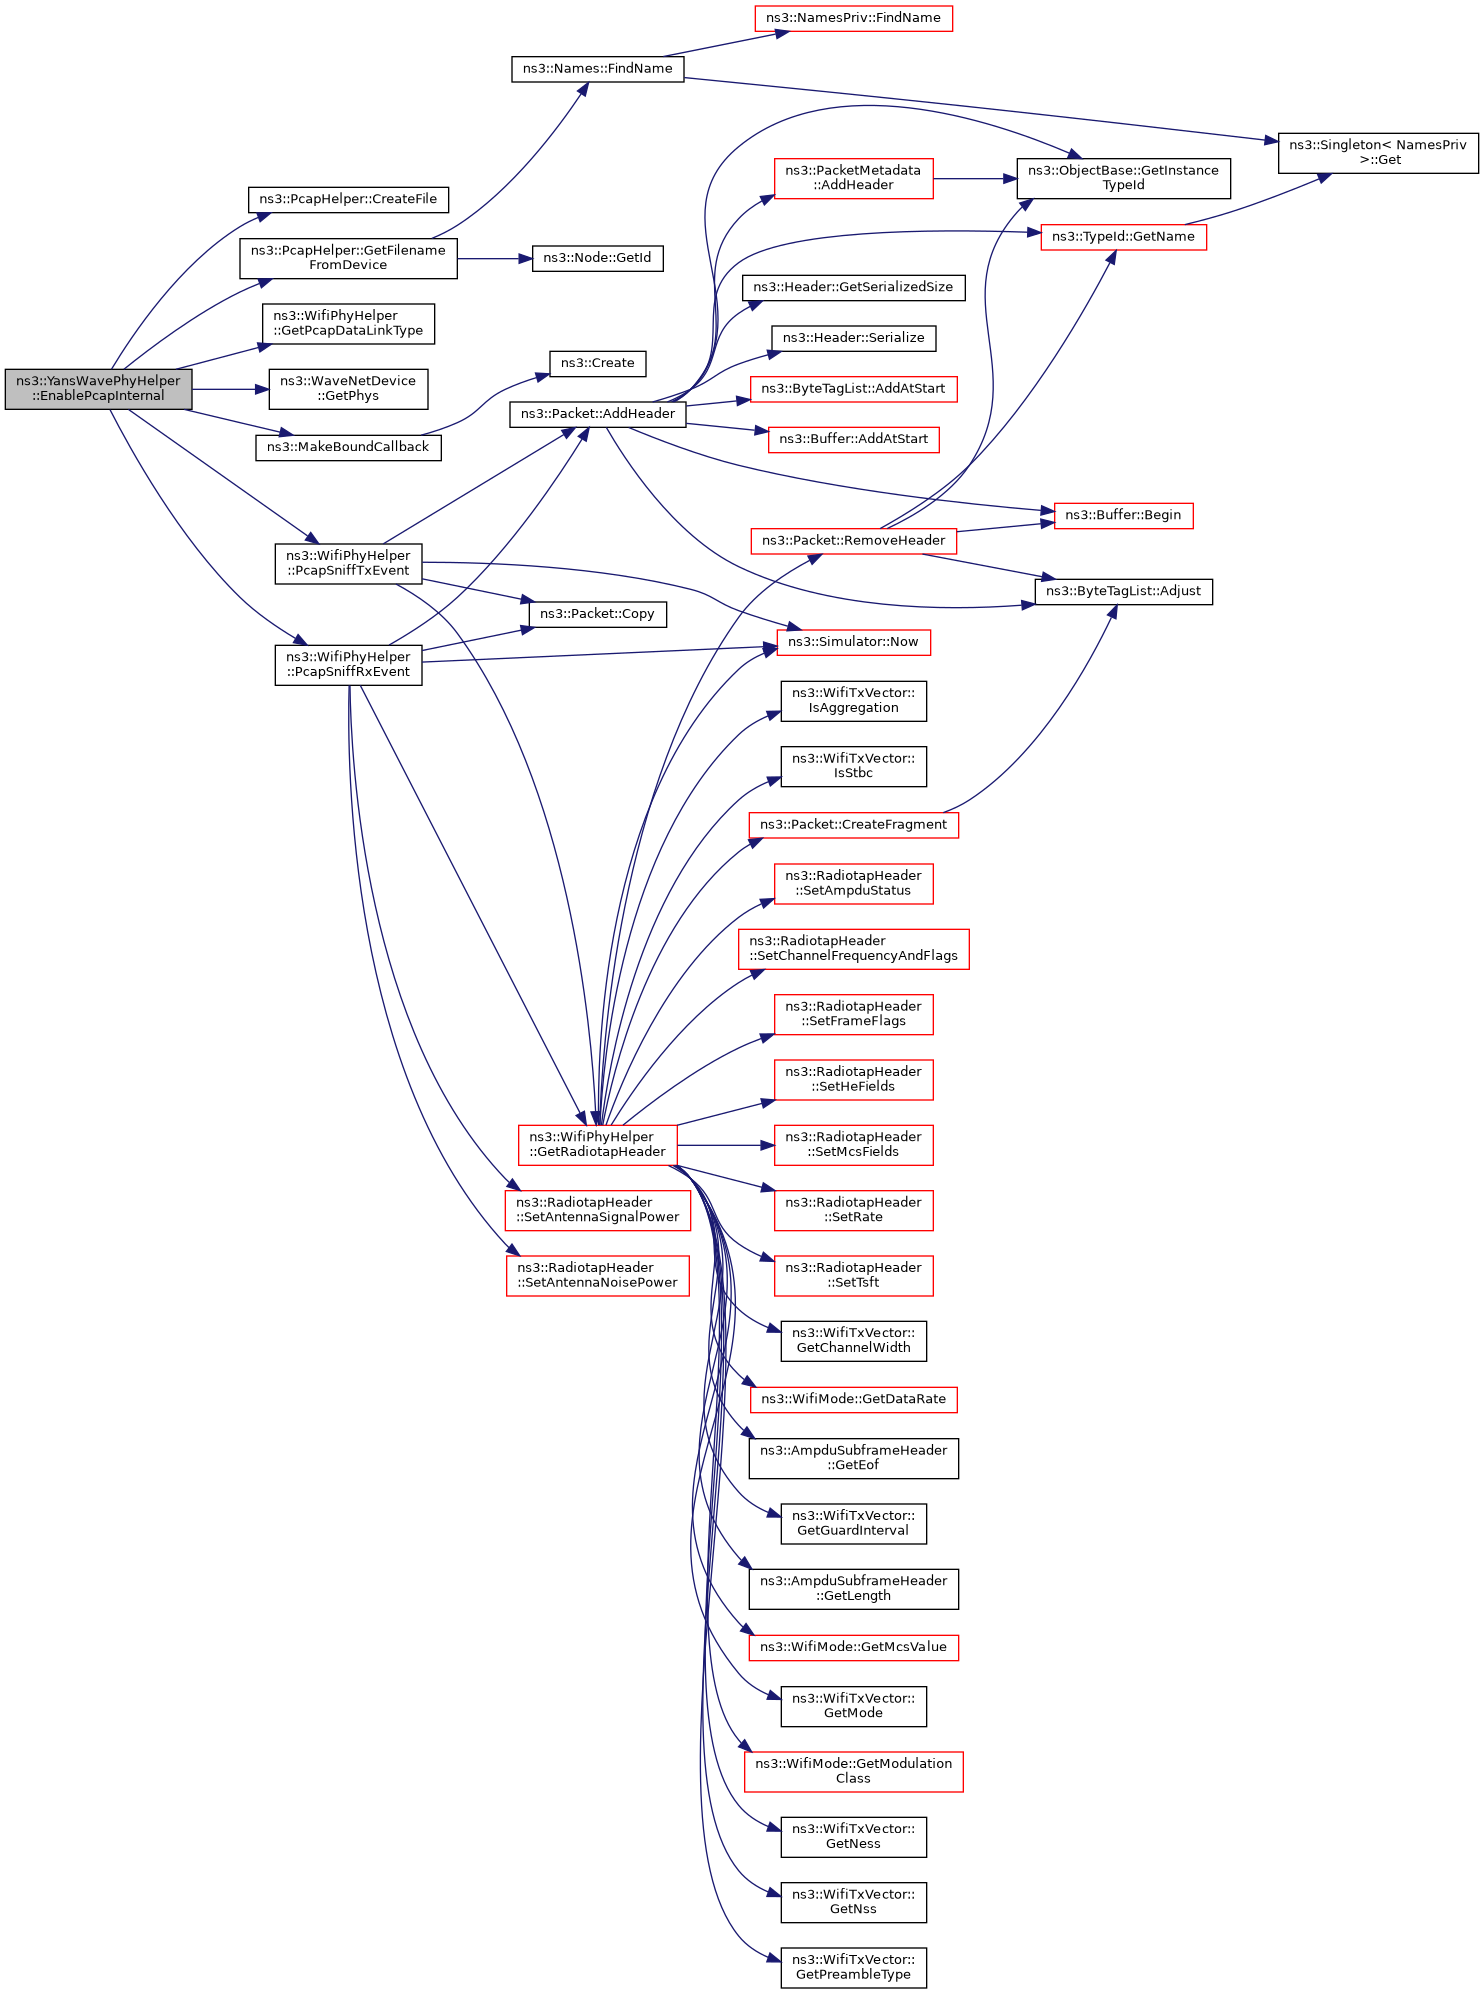 ns3::NamesPriv::FindName
ns3::Names::FindName
ns3::Singleton< NamesPriv
>::Get
ns3::PacketMetadata
::AddHeader
ns3::ObjectBase::GetInstance
TypeId
ns3::PcapHelper::CreateFile
ns3::TypeId::GetName
ns3::PcapHelper::GetFilename
FromDevice
ns3::Node::GetId
ns3::Header::GetSerializedSize
ns3::WifiPhyHelper
::GetPcapDataLinkType
ns3::Header::Serialize
ns3::Create
ns3::YansWavePhyHelper
::EnablePcapInternal
ns3::WaveNetDevice
::GetPhys
ns3::ByteTagList::AddAtStart
ns3::Packet::AddHeader
ns3::Buffer::AddAtStart
ns3::MakeBoundCallback
ns3::Buffer::Begin
ns3::Packet::RemoveHeader
ns3::WifiPhyHelper
::PcapSniffTxEvent
ns3::ByteTagList::Adjust
ns3::Packet::Copy
ns3::Simulator::Now
ns3::WifiPhyHelper
::PcapSniffRxEvent
ns3::WifiTxVector::
IsAggregation
ns3::WifiTxVector::
IsStbc
ns3::Packet::CreateFragment
ns3::RadiotapHeader
::SetAmpduStatus
ns3::RadiotapHeader
::SetChannelFrequencyAndFlags
ns3::RadiotapHeader
::SetFrameFlags
ns3::RadiotapHeader
::SetHeFields
ns3::WifiPhyHelper
::GetRadiotapHeader
ns3::RadiotapHeader
::SetMcsFields
ns3::RadiotapHeader
::SetAntennaSignalPower
ns3::RadiotapHeader
::SetRate
ns3::RadiotapHeader
::SetAntennaNoisePower
ns3::RadiotapHeader
::SetTsft
ns3::WifiTxVector::
GetChannelWidth
ns3::WifiMode::GetDataRate
ns3::AmpduSubframeHeader
::GetEof
ns3::WifiTxVector::
GetGuardInterval
ns3::AmpduSubframeHeader
::GetLength
ns3::WifiMode::GetMcsValue
ns3::WifiTxVector::
GetMode
ns3::WifiMode::GetModulation
Class
ns3::WifiTxVector::
GetNess
ns3::WifiTxVector::
GetNss
ns3::WifiTxVector::
GetPreambleType